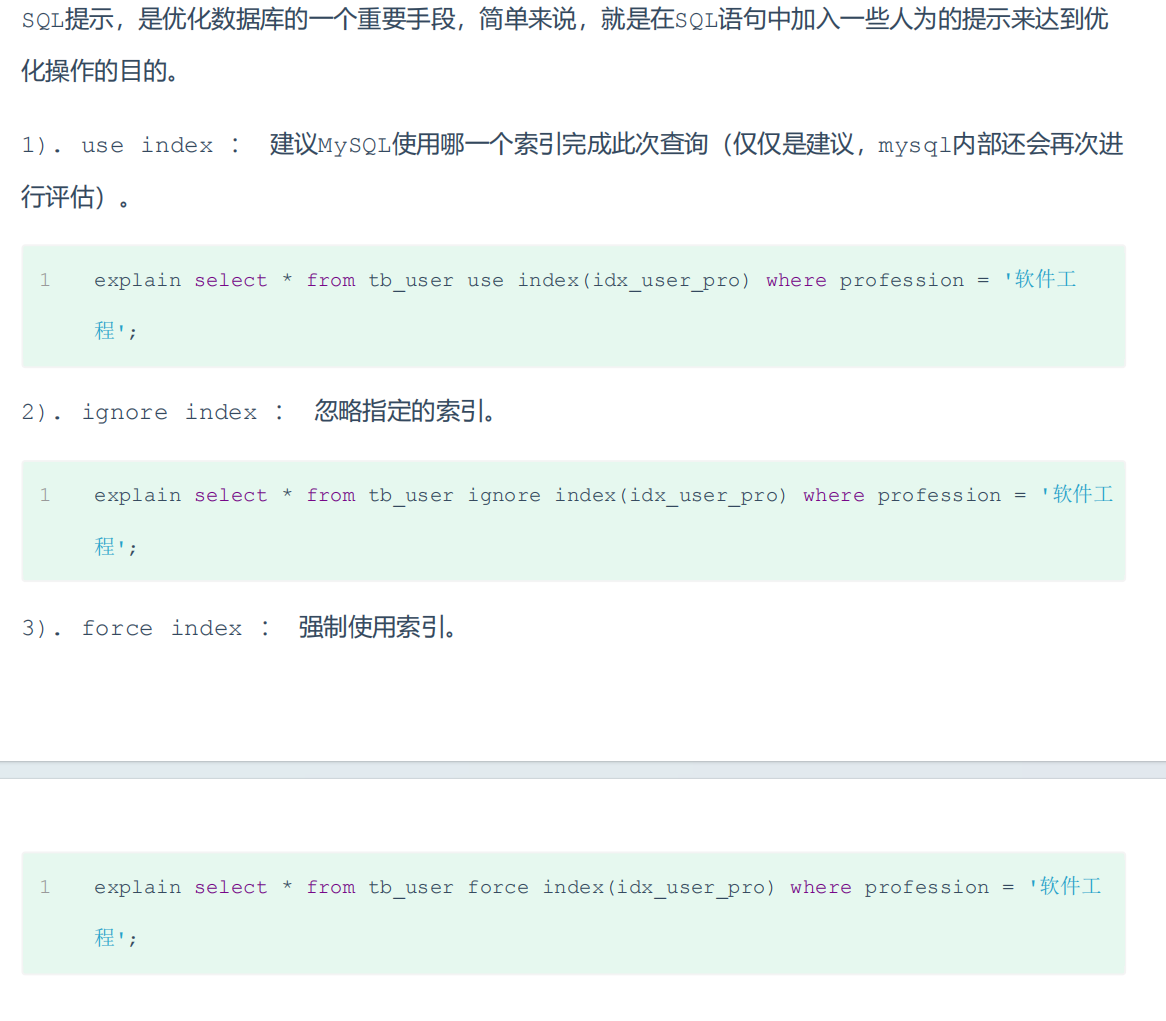 SQL提示，是优化数据库的一个重要手段，简单来说，就是在SQL语句中加入一些人为的提示来达到优
化操作的目的。
1). use index ： 建议MySQL使用哪一个索引完成此次查询（仅仅是建议，mysql内部还会再次进
行评估）。
1 explain select * from tb_user use index(idx_user_pro) where profession = '软件工
程';
2). ignore index ： 忽略指定的索引。
1 explain select * from tb_user ignore index(idx_user_pro) where profession = '软件工
程';
3). force index ： 强制使用索引。
1 explain select * from tb_user force index(idx_user_pro) where profession = '软件工
程';